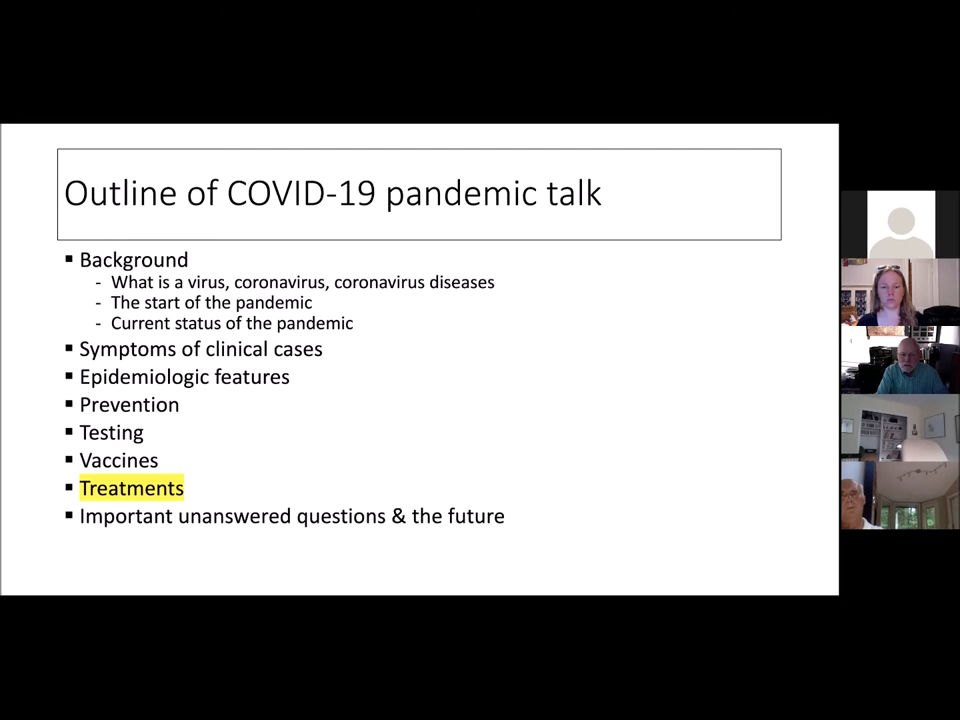 Outline of COVID-19 pandemic talk
▪ Background
- What is a virus, coronavirus, coronavirus diseases
- The start of the pandemic
- Current status of the pandemic
▪ Symptoms of clinical cases
▪ Epidemiologic features
▪ Prevention
▪ Testing
▪ Vaccines
▪ Treatments
▪ Important unanswered questions & the future